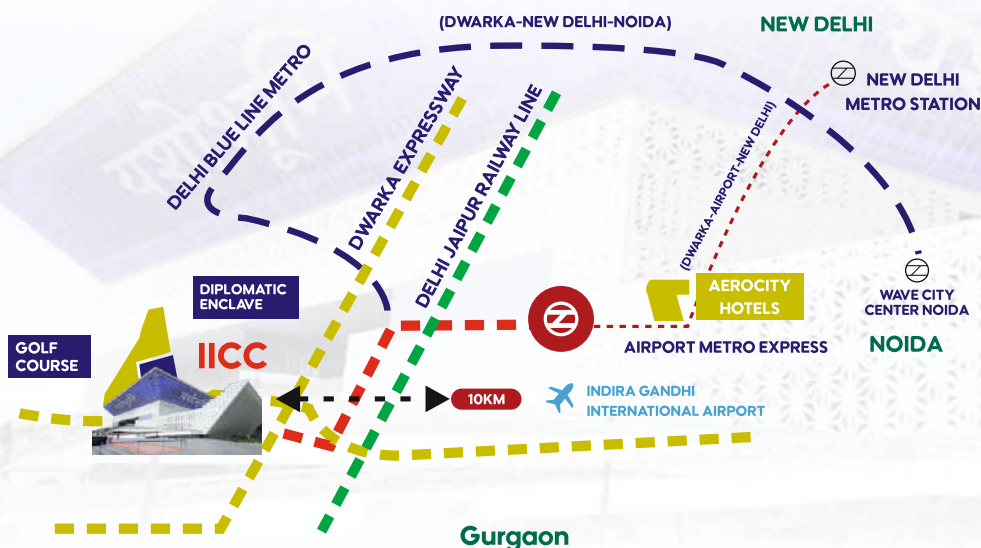 (DWARKA-NEW DELHI-NOIDA)
NEW DELHI
DELHI BLUE LINE METRO
DWARKA EXPRESSWAY
DELHI JAIPUR RAILWAY LINE
(DWARKA-AIRPORT-NEW DELHI)
NEW DELHI
METRO STATION
DIPLOMATIC
ENCLAVE
AEROCITY
HOTELS
WAVE CITY
CENTER NOIDA
NOIDA
GOLF
COURSE
IICC
AIRPORT METRO EXPRESS
10KM
INDIRA GANDHI
INTERNATIONAL AIRPORT
Gurgaon